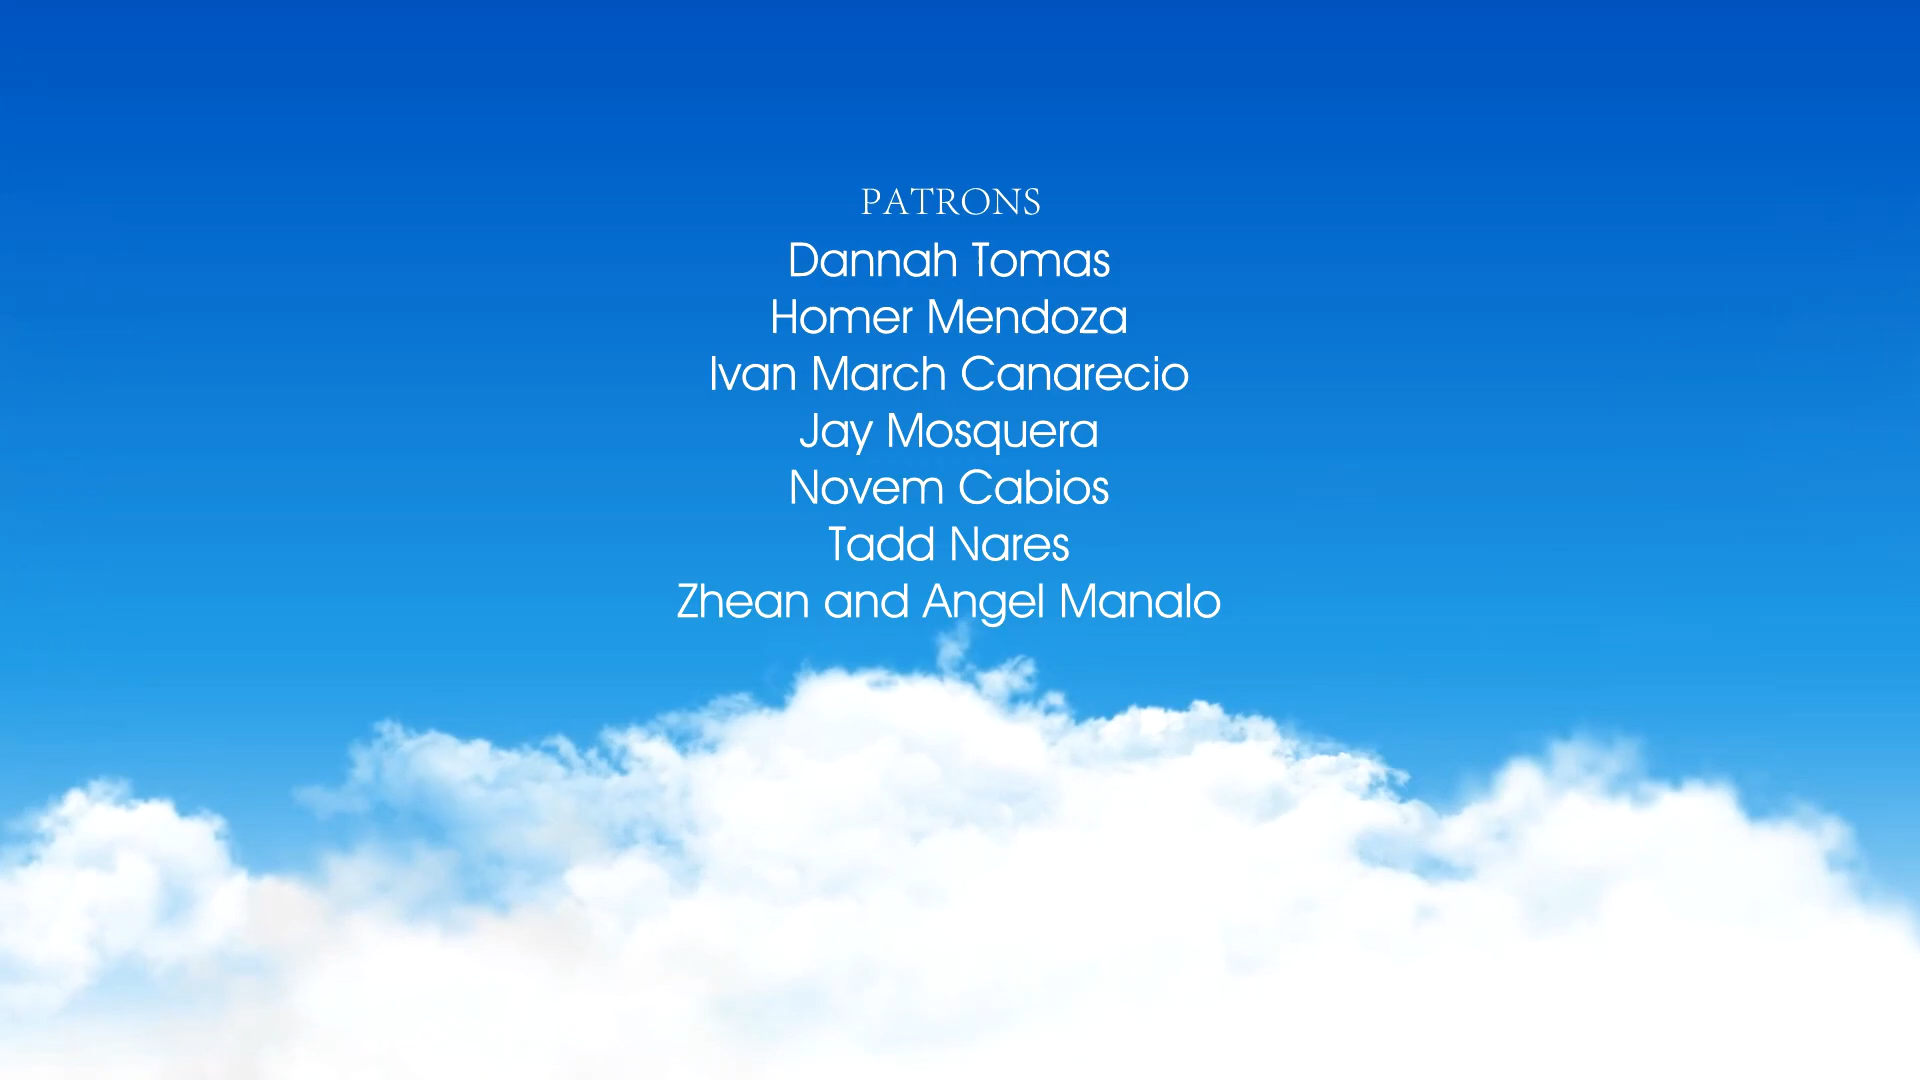 PATRONS
Dannah Tomas
Homer Mendoza
Ivan March Canarecio
Jay Mosquera
Novem Cabios
Tadd Nares
Zhean and Angel Manalo